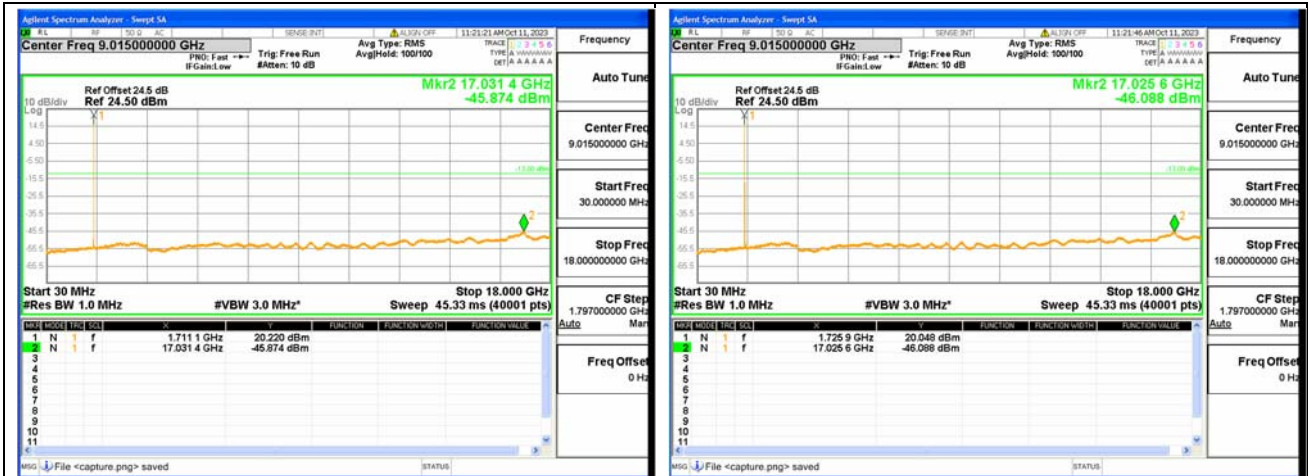 Agilent Spectrum Analyzer - Swept SA
RL RF 50 Ω AC SENSE:INT ALIGN OFF 11:21:21 AM Oct 11, 2023
Center Freq 9.015000000 GHz
PNO: Fast
IFGain:Low
Trig: Free Run
#Atten: 10 dB
Avg Type: RMS
Avg|Hold: 100/100
TRACE 1 2 3 4 5 6
TYPE
DET A A A A A A
Ref Offset 24.5 dB
10 dB/div Ref 24.50 dBm
Log
Mkr2 17.031 4 GHz
-45.874 dBm
1
14.5
4.50
-5.50
-15.5
-25.5
-35.5
-45.5
-55.5
-65.5
-13.00 dBm
2
Start 30 MHz
Stop 18.000 GHz
#Res BW 1.0 MHz #VBW 3.0 MHz* Sweep 45.33 ms (40001 pts)
MKR MODE TRC SCL X Y FUNCTION FUNCTION WIDTH FUNCTION VALUE
1 N 1 f 1.711 1 GHz 20.220 dBm
2 N 1 f 17.031 4 GHz -45.874 dBm
3
4
5
6
7
8
9
10
11
MSG File <capture.png> saved STATUS
Frequency
Auto Tune
Center Freq
9.015000000 GHz
Start Freq
30.000000 MHz
Stop Freq
18.000000000 GHz
CF Step
1.797000000 GHz
Auto Man
Freq Offset
0 Hz
Agilent Spectrum Analyzer - Swept SA
RL RF 50 Ω AC SENSE:INT ALIGN OFF 11:21:46 AM Oct 11, 2023
Center Freq 9.015000000 GHz
PNO: Fast
IFGain:Low
Trig: Free Run
#Atten: 10 dB
Avg Type: RMS
Avg|Hold: 100/100
TRACE 1 2 3 4 5 6
TYPE
DET A A A A A A
Ref Offset 24.5 dB
10 dB/div Ref 24.50 dBm
Log
Mkr2 17.025 6 GHz
-46.088 dBm
1
14.5
4.50
-5.50
-15.5
-25.5
-35.5
-45.5
-55.5
-65.5
-13.00 dBm
2
Start 30 MHz
Stop 18.000 GHz
#Res BW 1.0 MHz #VBW 3.0 MHz* Sweep 45.33 ms (40001 pts)
MKR MODE TRC SCL X Y FUNCTION FUNCTION WIDTH FUNCTION VALUE
1 N 1 f 1.725 9 GHz 20.048 dBm
2 N 1 f 17.025 6 GHz -46.088 dBm
3
4
5
6
7
8
9
10
11
MSG File <capture.png> saved STATUS
Frequency
Auto Tune
Center Freq
9.015000000 GHz
Start Freq
30.000000 MHz
Stop Freq
18.000000000 GHz
CF Step
1.797000000 GHz
Auto Man
Freq Offset
0 Hz